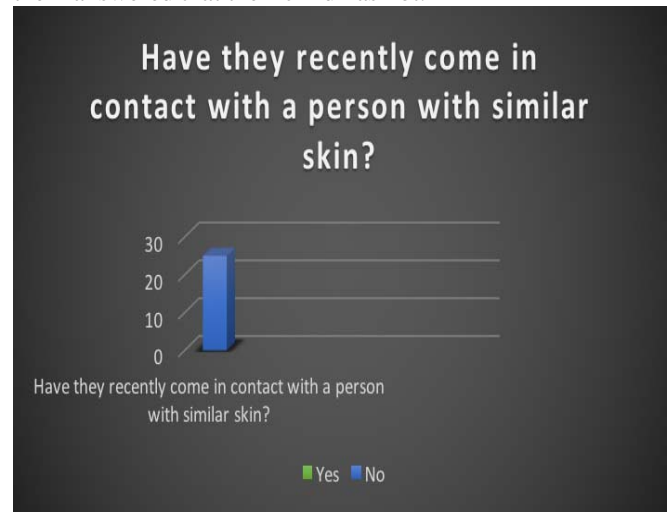 Have they recently come in
contact with a person with similar
skin?
30
20
10
0
Have they recently come in contact with a person
with similar skin?
Yes No